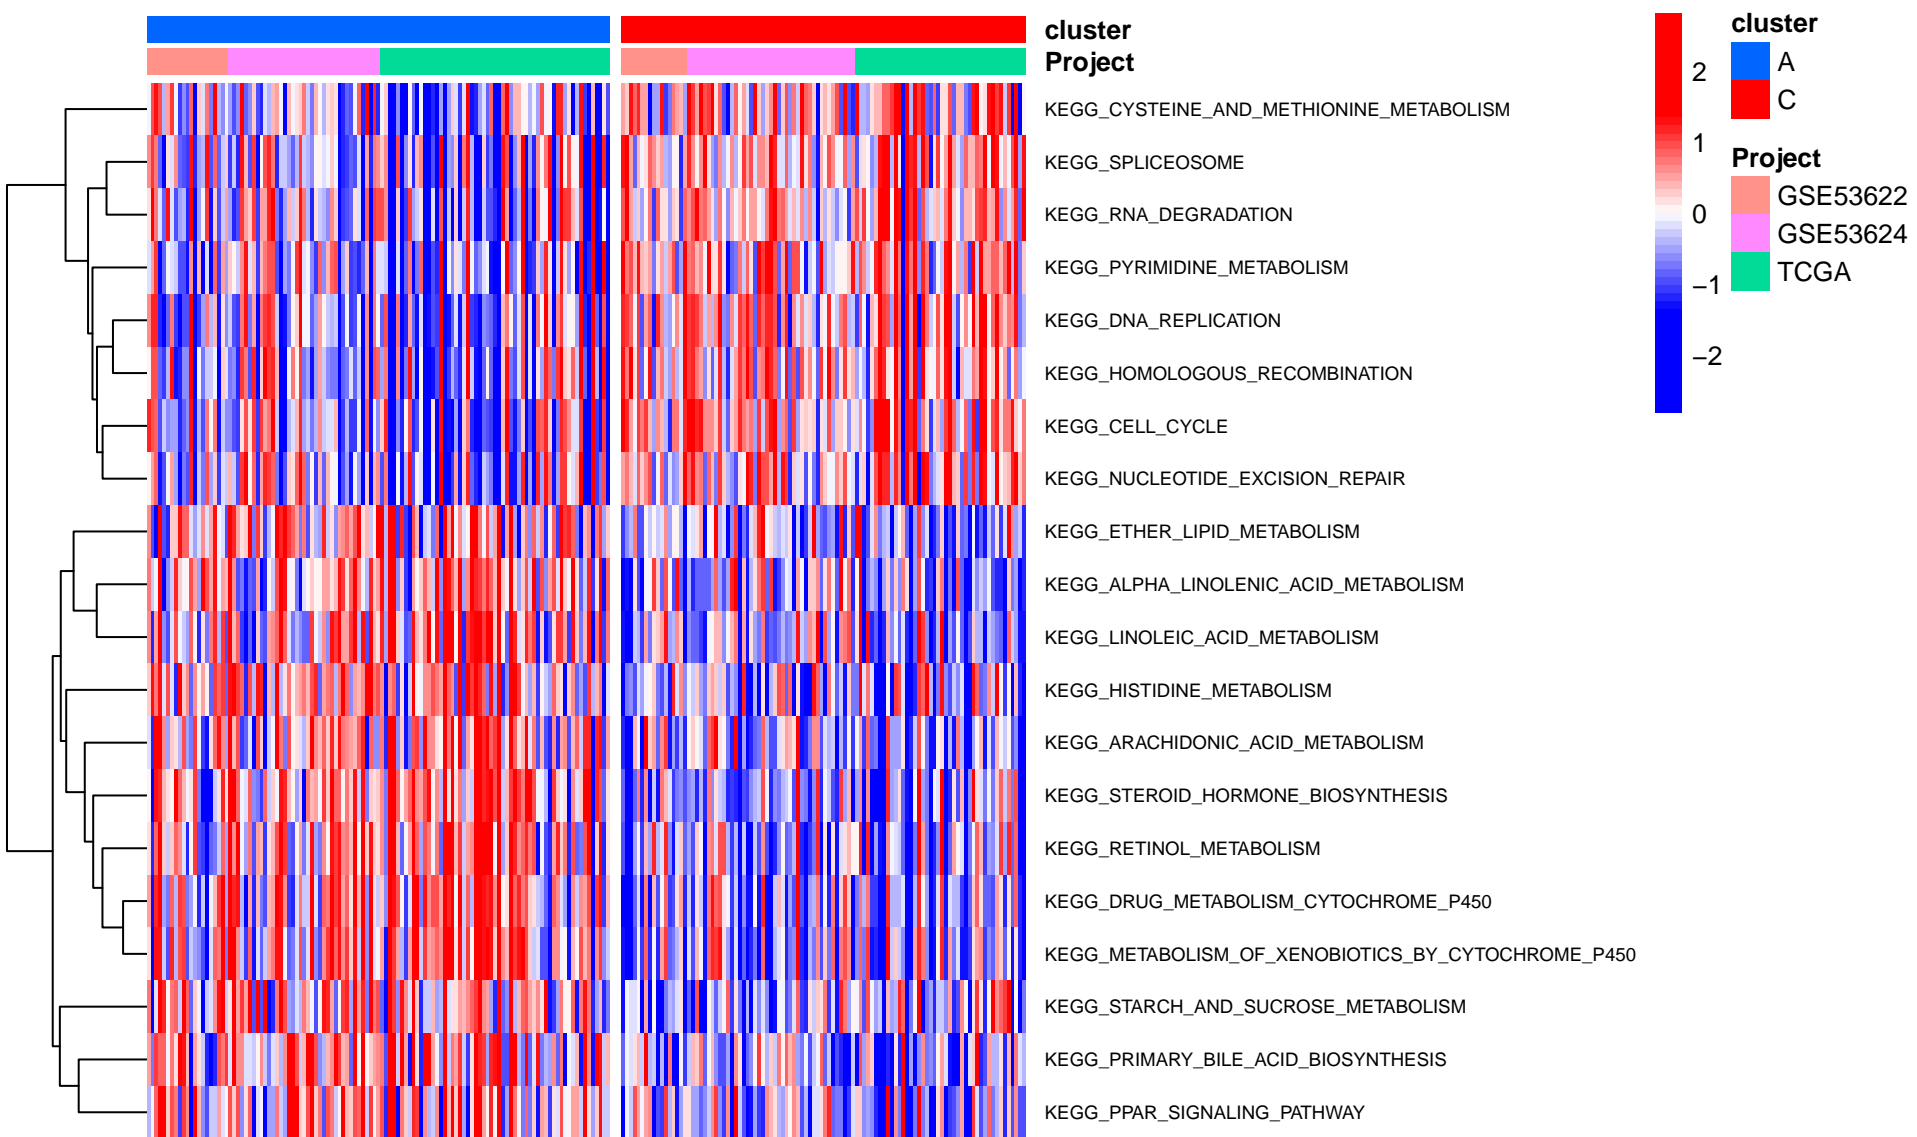 cluster
Project
KEGG_CYSTEINE_AND_METHIONINE_METABOLISM
KEGG_SPLICEOSOME
KEGG_RNA_DEGRADATION
KEGG_PYRIMIDINE_METABOLISM
KEGG_DNA_REPLICATION
KEGG_HOMOLOGOUS_RECOMBINATION
KEGG_CELL_CYCLE
KEGG_NUCLEOTIDE_EXCISION_REPAIR
KEGG_ETHER_LIPID_METABOLISM
KEGG_ALPHA_LINOLENIC_ACID_METABOLISM
KEGG_LINOLEIC_ACID_METABOLISM
KEGG_HISTIDINE_METABOLISM
KEGG_ARACHIDONIC_ACID_METABOLISM
KEGG_STEROID_HORMONE_BIOSYNTHESIS
KEGG_RETINOL_METABOLISM
KEGG_DRUG_METABOLISM_CYTOCHROME_P450
KEGG_METABOLISM_OF_XENOBIOTICS_BY_CYTOCHROME_P450
KEGG_STARCH_AND_SUCROSE_METABOLISM
KEGG_PRIMARY_BILE_ACID_BIOSYNTHESIS
KEGG_PPAR_SIGNALING_PATHWAY
2
1
0
−1
−2
cluster
A
C
Project
GSE53622
GSE53624
TCGA